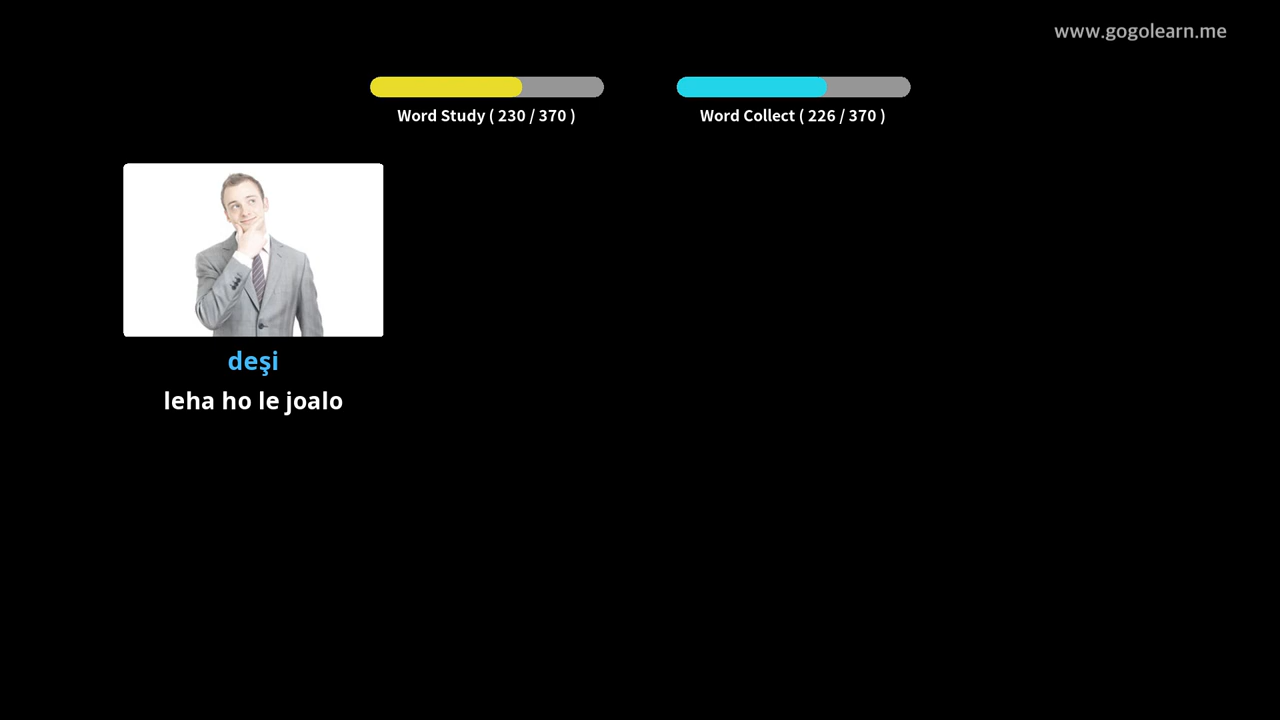 www.gogolearn.me
Word Study ( 230 / 370 )
Word Collect ( 226 / 370 )
deşi
leha ho le joalo